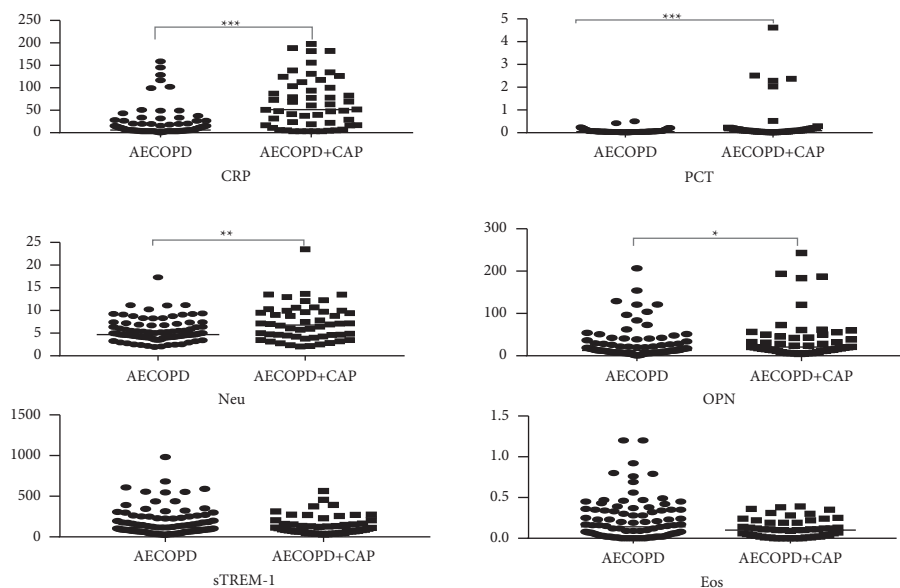 ***
250
200
150
100
50
0
AECOPD AECOPD+CAP
CRP
***
5
4
3
2
1
0
AECOPD AECOPD+CAP
PCT
**
25
20
15
10
5
0
AECOPD AECOPD+CAP
Neu
*
300
200
100
0
AECOPD AECOPD+CAP
OPN
1500
1000
500
0
AECOPD AECOPD+CAP
sTREM-1
1.5
1.0
0.5
0.0
AECOPD AECOPD+CAP
Eos